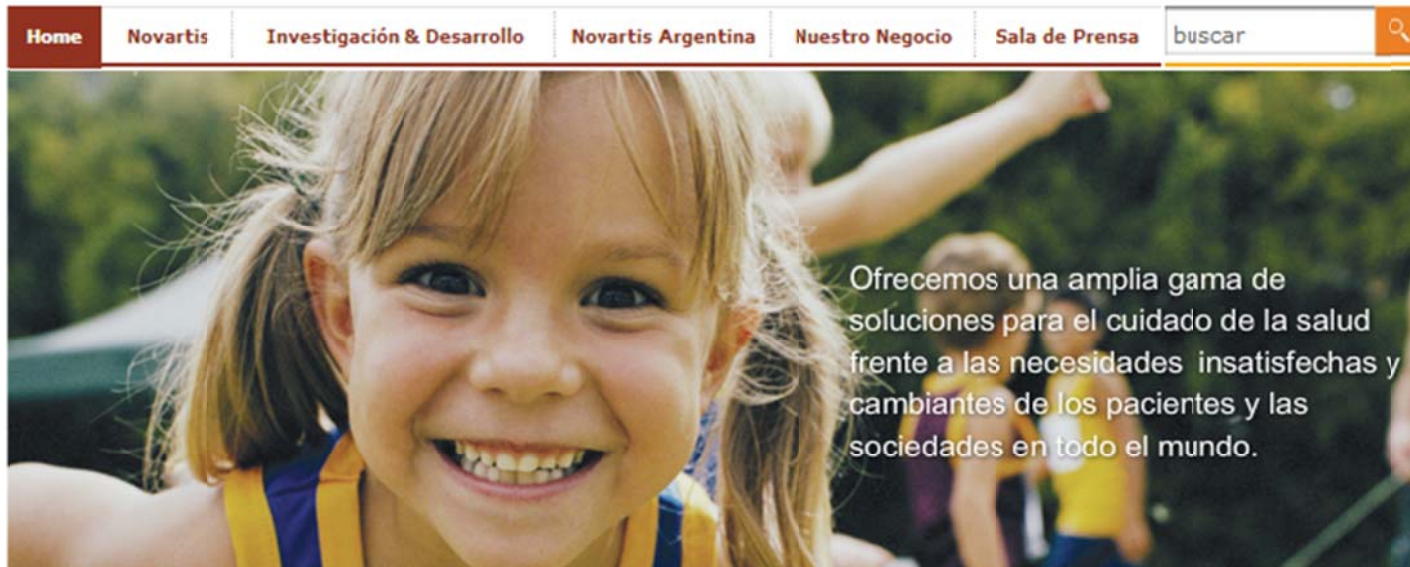 Home Novartis Investigación & Desarrollo Novartis Argentina Nuestro Negocio Sala de Prensa buscar
Ofrecemos una amplia gama de
soluciones para el cuidado de la salud
frente a las necesidades insatisfechas y
cambiantes de los pacientes y las
sociedades en todo el mundo.